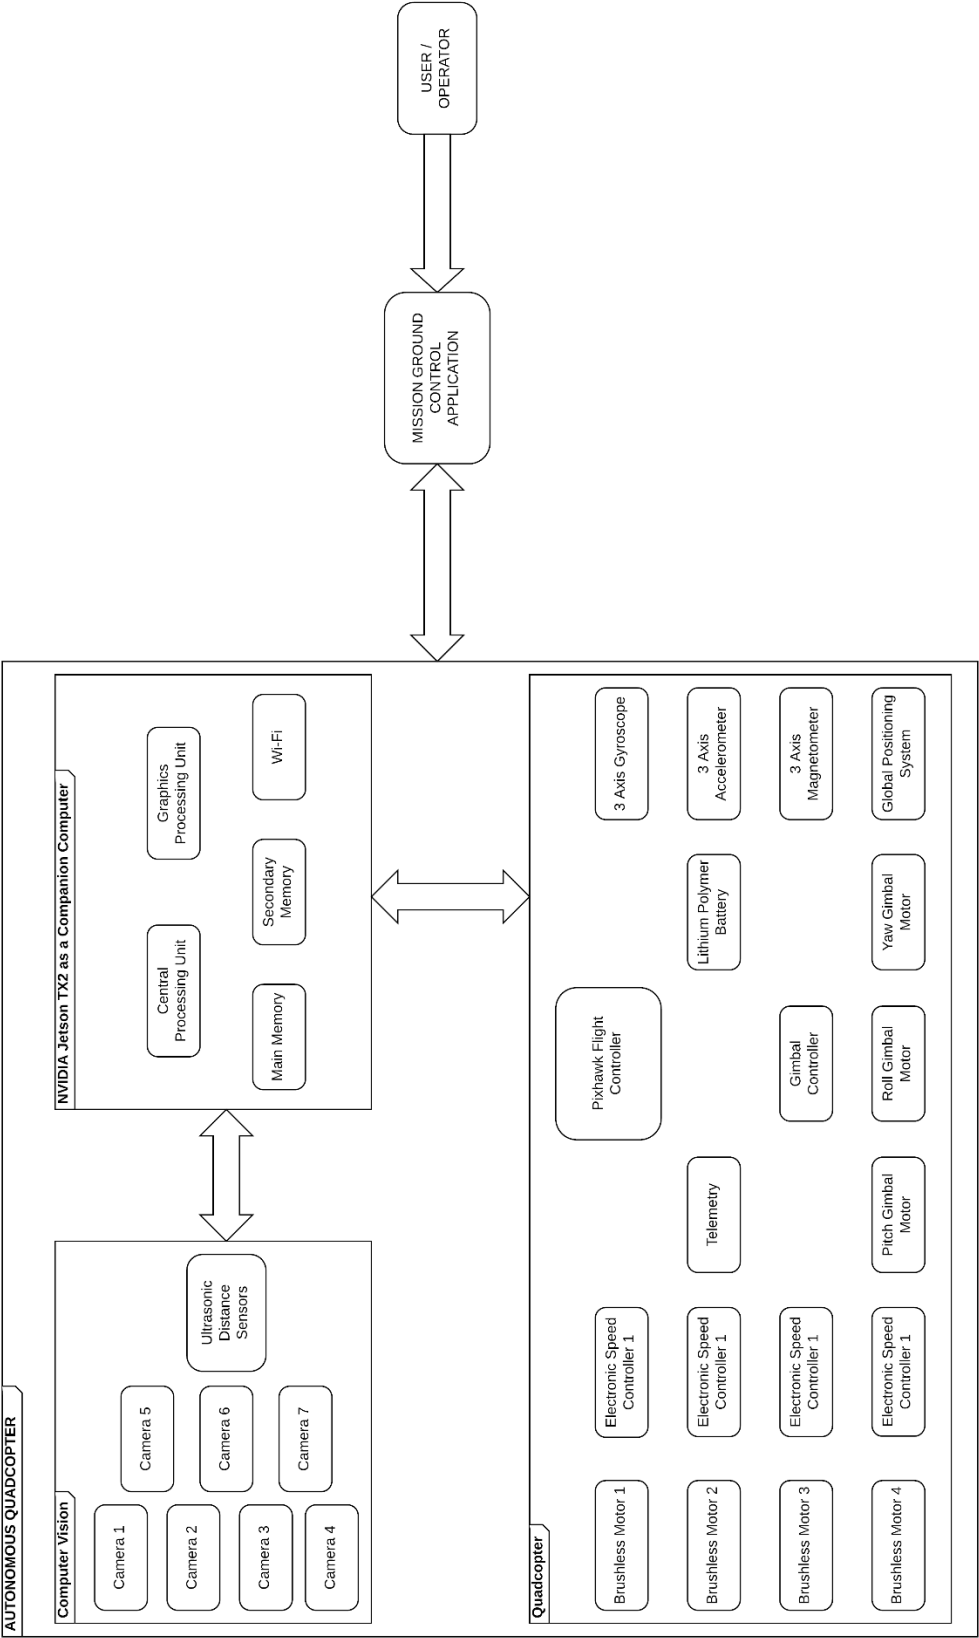 AUTONOMOUS QUADCOPTER
Computer Vision
Camera 1
Camera 2
Camera 3
Camera 4
Camera 5
Camera 6
Camera 7
Ultrasonic
Distance
Sensors
NVIDIA Jetson TX2 as a Companion Computer
Central
Processing Unit
Graphics
Processing Unit
Main Memory
Secondary
Memory
Wi-Fi
Quadcopter
Brushless Motor 1
Brushless Motor 2
Brushless Motor 3
Brushless Motor 4
Electronic Speed
Controller 1
Electronic Speed
Controller 1
Electronic Speed
Controller 1
Electronic Speed
Controller 1
Telemetry
Pitch Gimbal
Motor
Pixhawk Flight
Controller
Gimbal
Controller
Roll Gimbal
Motor
Lithium Polymer
Battery
Yaw Gimbal
Motor
3 Axis Gyroscope
3 Axis
Accelerometer
3 Axis
Magnetometer
Global Positioning
System
MISSION GROUND
CONTROL
APPLICATION
USER /
OPERATOR